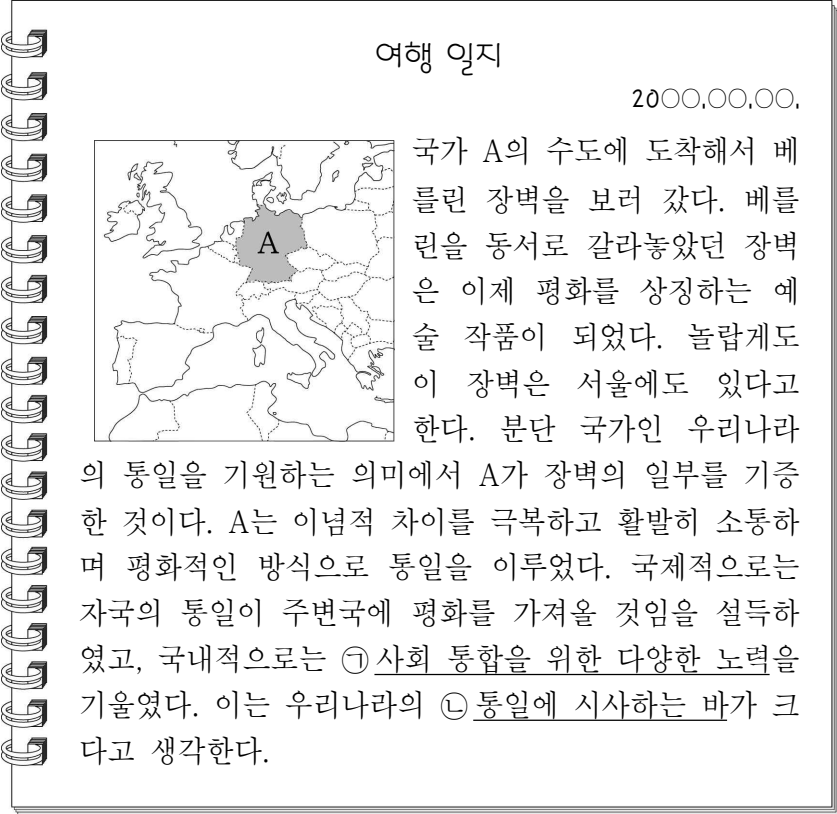 여행 일지
20○○.○○.○○.
국가 A의 수도에 도착해서 베
를린 장벽을 보러 갔다. 베를
린을 동서로 갈라놓았던 장벽
은 이제 평화를 상징하는 예
술 작품이 되었다. 놀랍게도
이 장벽은 서울에도 있다고
한다. 분단 국가인 우리나라
의 통일을 기원하는 의미에서 A가 장벽의 일부를 기증
한 것이다. A는 이념적 차이를 극복하고 활발히 소통하
며 평화적인 방식으로 통일을 이루었다. 국제적으로는
자국의 통일이 주변국에 평화를 가져올 것임을 설득하
였고, 국내적으로는 ㉠사회 통합을 위한 다양한 노력을
기울였다. 이는 우리나라의 ㉡통일에 시사하는 바가 크
다고 생각한다.
A